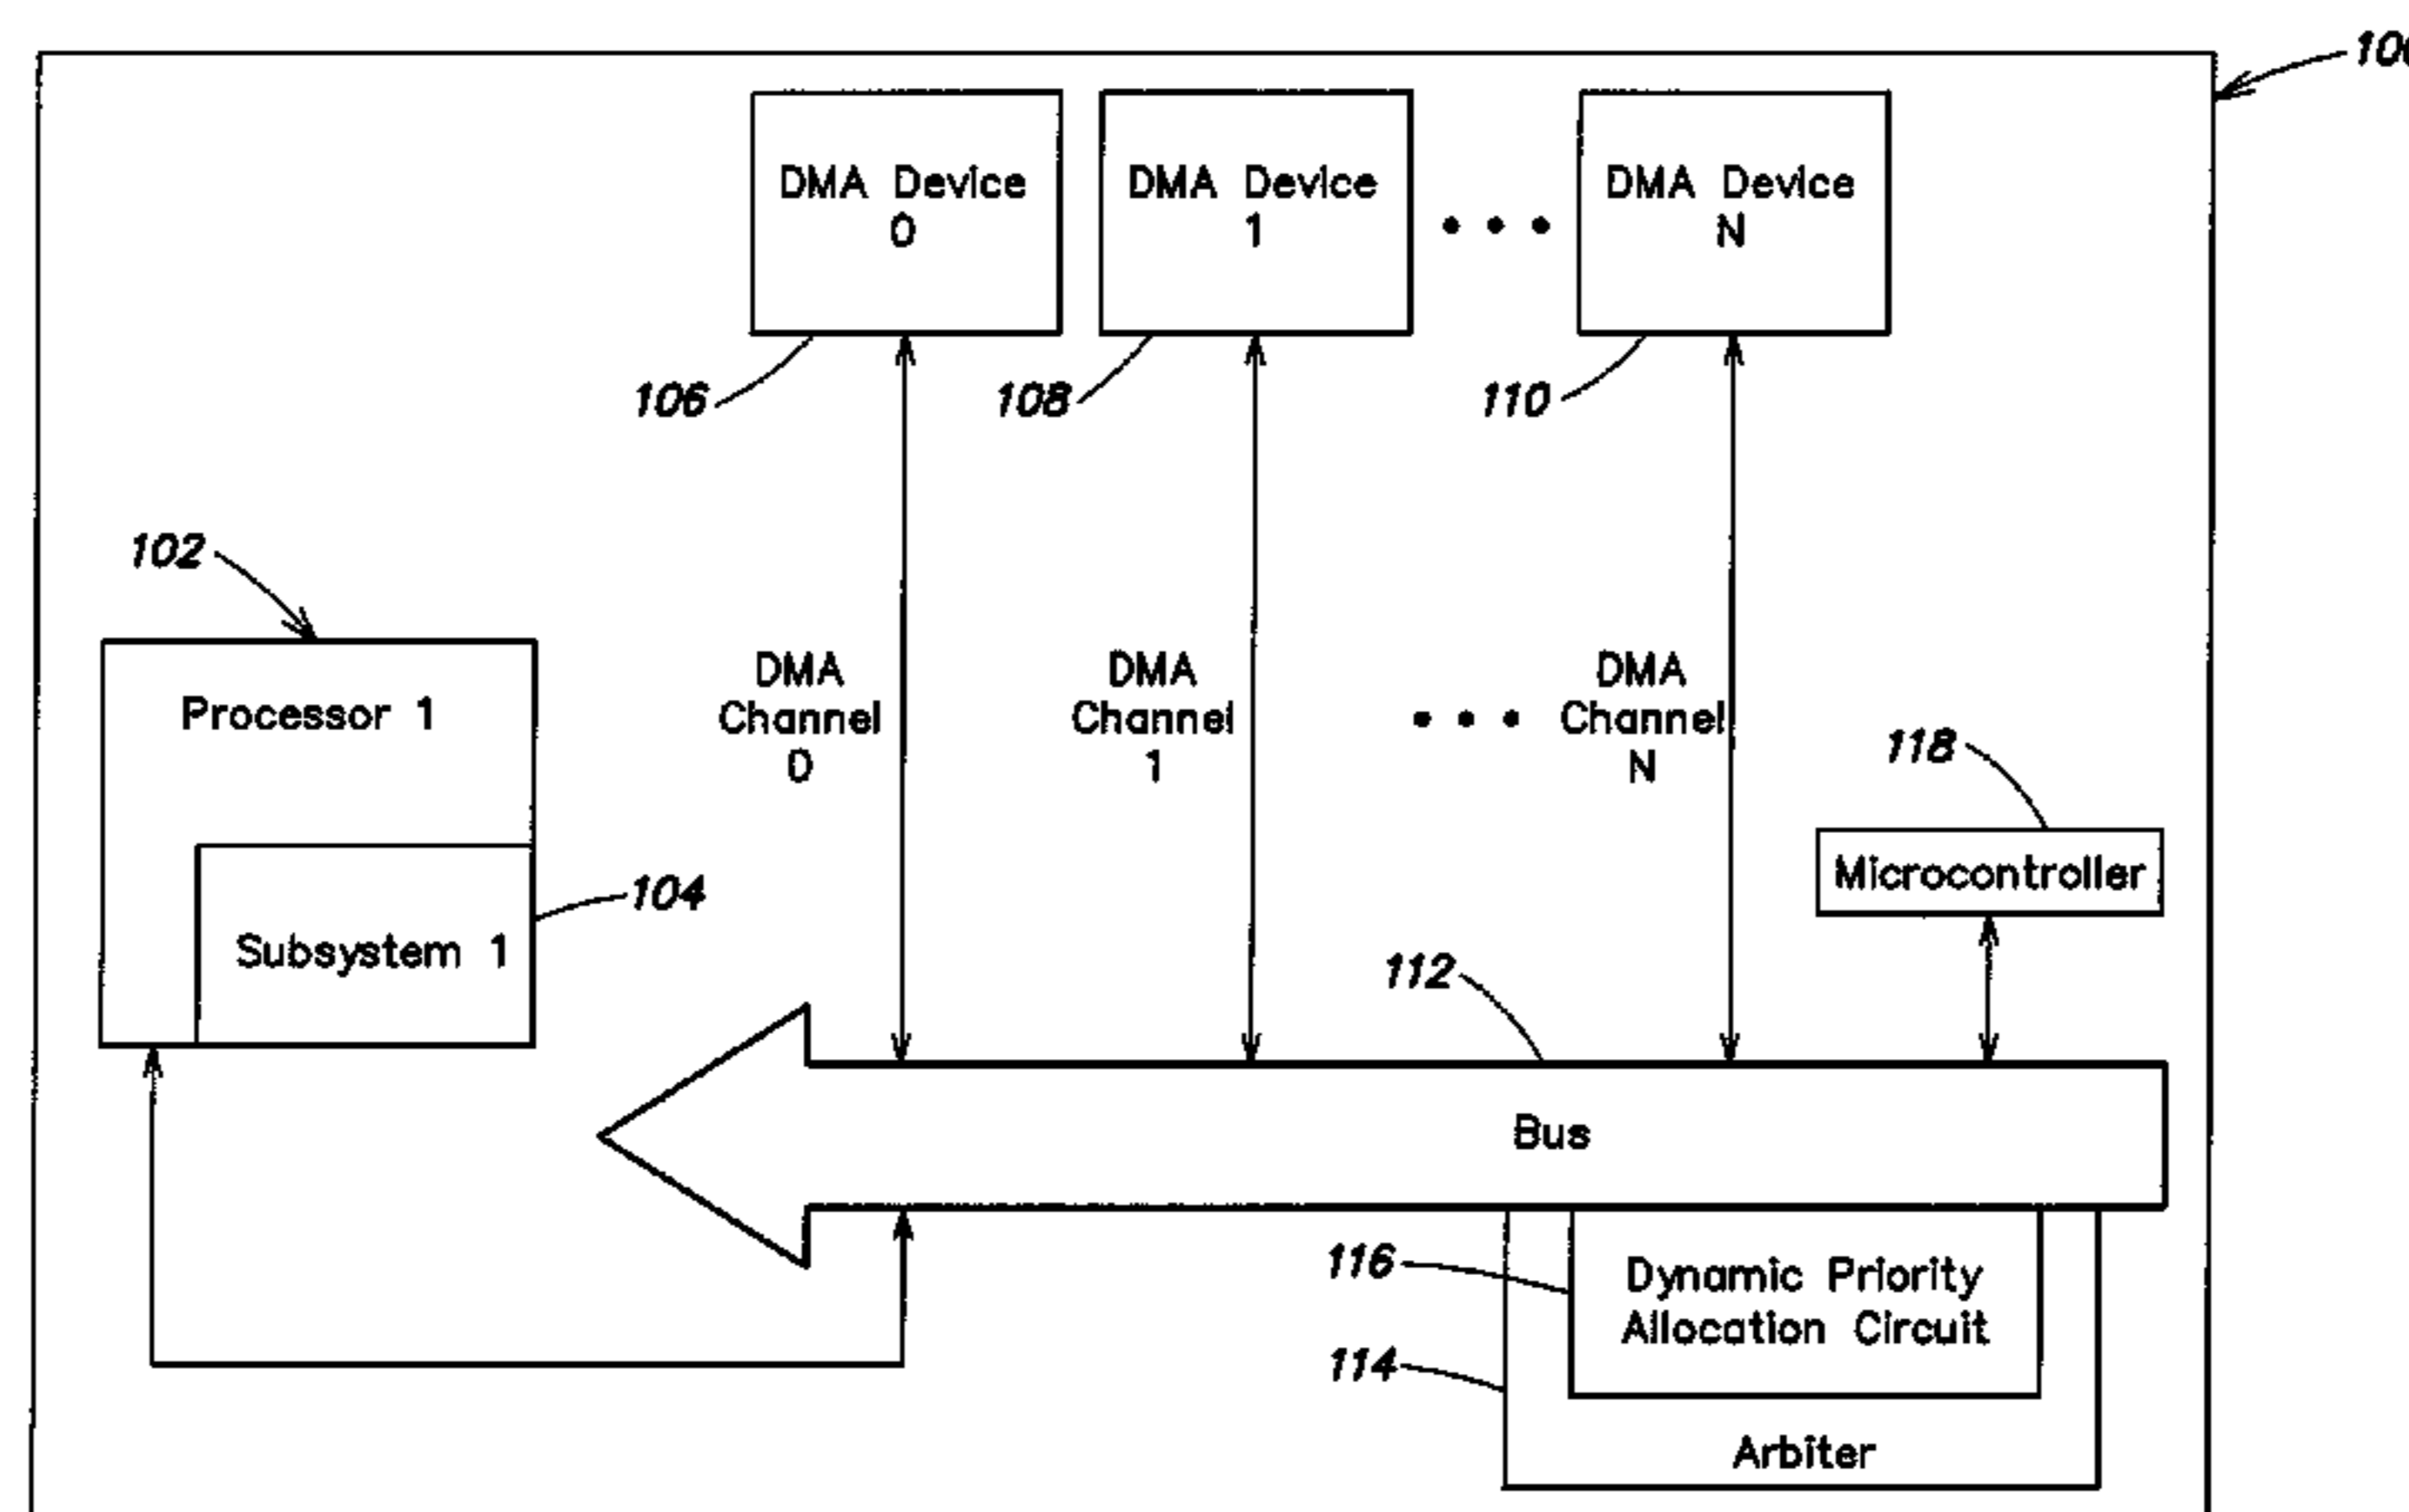 100
DMA Device
0
DMA Device
1
• • •
DMA Device
N
106
108
110
102
Processor 1
DMA
Channel
0
DMA
Channel
1
• • •
DMA
Channel
N
118
Microcontroller
104
Subsystem 1
112
Bus
116
Dynamic Priority
Allocation Circuit
114
Arbiter